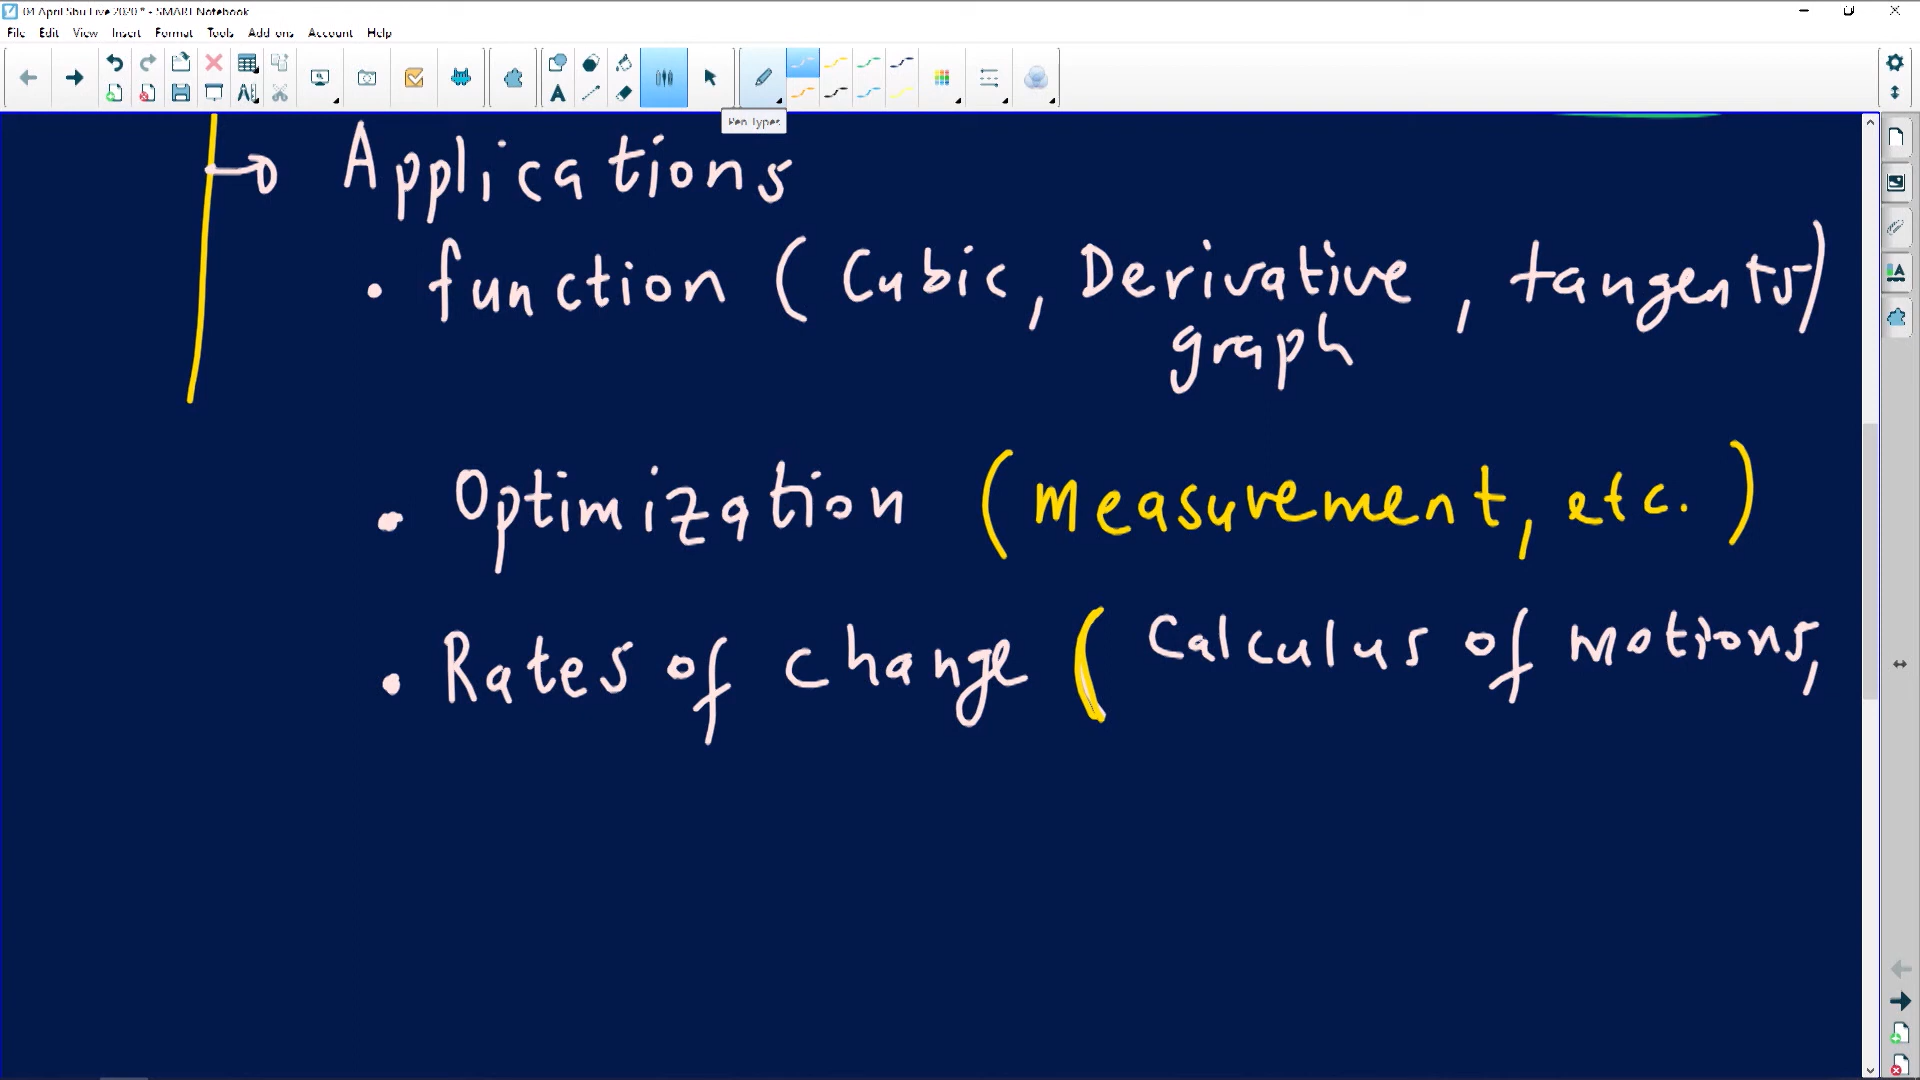 04 April Shu Live 2020 * - SMART Notebook
File Edit View Insert Format Tools Add-ons Account Help
Pen Types
Applications
• function (Cubic, Derivative, tangents)
graph
• Optimization (measurement, etc.)
• Rates of change ( Calculus of motions,